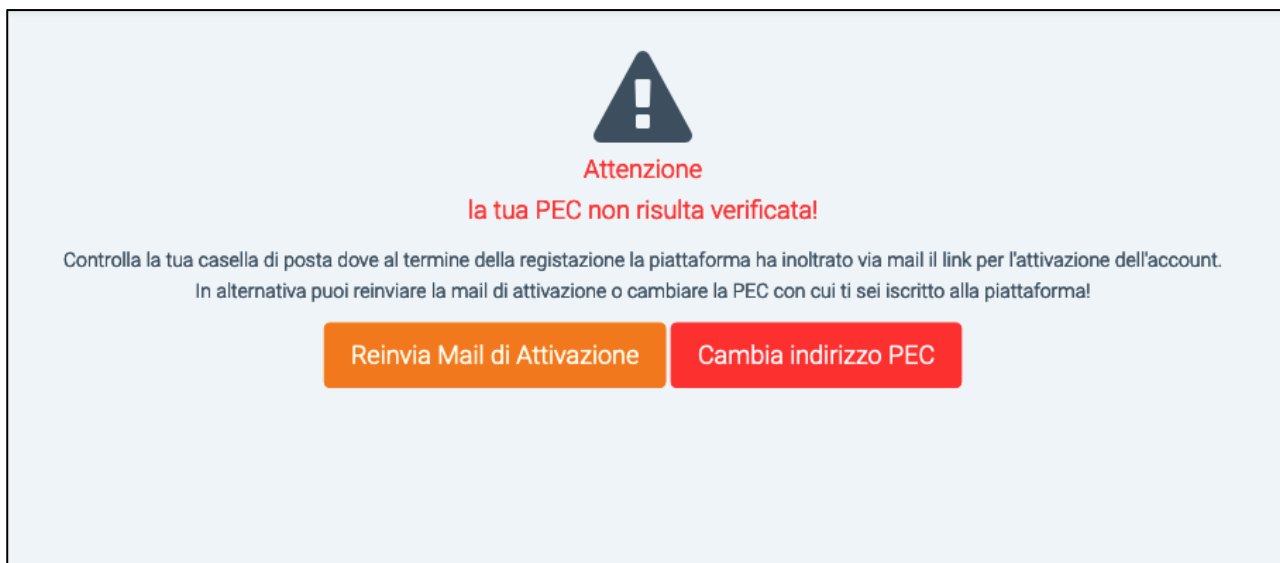 Attenzione
la tua PEC non risulta verificata!
Controlla la tua casella di posta dove al termine della registazione la piattaforma ha inoltrato via mail il link per l'attivazione dell'account.
In alternativa puoi reinviare la mail di attivazione o cambiare la PEC con cui ti sei iscritto alla piattaforma!
Reinvia Mail di Attivazione
Cambia indirizzo PEC